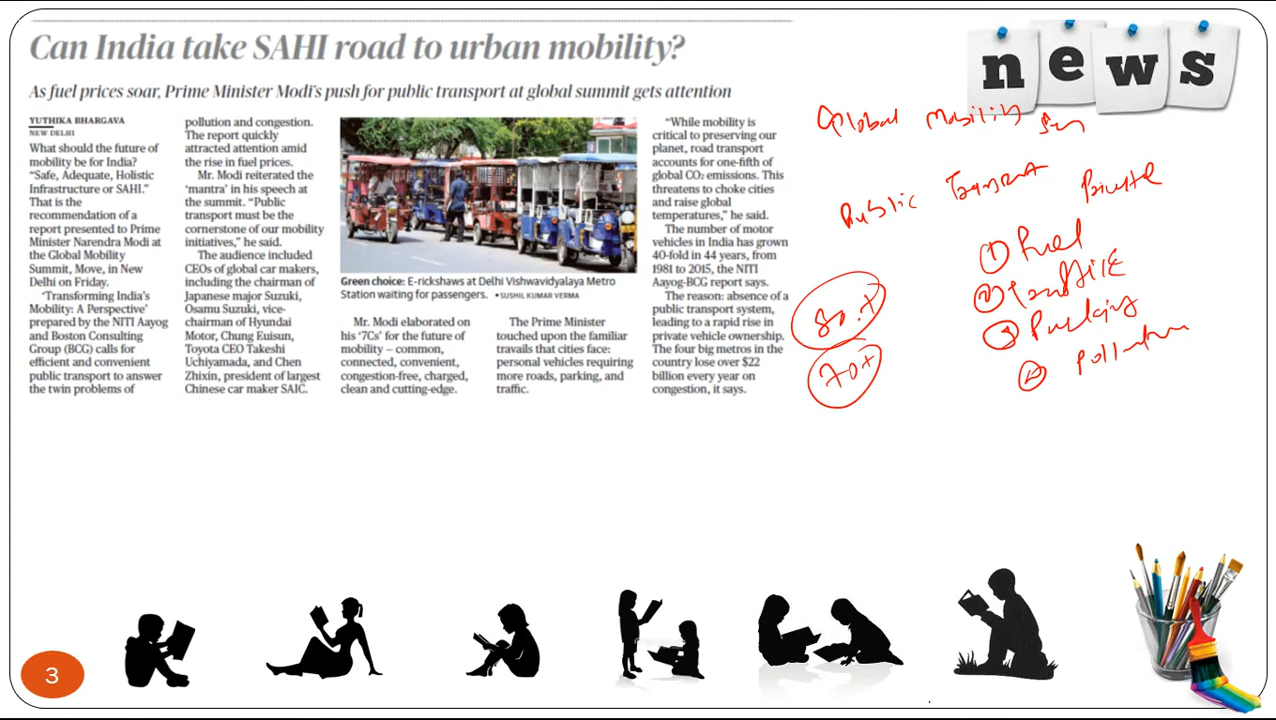 Can India take SAHI road to urban mobility?
As fuel prices soar, Prime Minister Modi's push for public transport at global summit gets attention
YUTHIKA BHARGAVA
NEW DELHI
What should the future of
mobility be for India?
"Safe, Adequate, Holistic
Infrastructure or SAHI."
That is the
recommendation of a
report presented to Prime
Minister Narendra Modi at
the Global Mobility
Summit, Move, in New
Delhi on Friday.
'Transforming India's
Mobility: A Perspective'
prepared by the NITI Aayog
and Boston Consulting
Group (BCG) calls for
efficient and convenient
public transport to answer
the twin problems of
pollution and congestion.
The report quickly
attracted attention amid
the rise in fuel prices.
Mr. Modi reiterated the
'mantra' in his speech at
the summit. "Public
transport must be the
cornerstone of our mobility
initiatives," he said.
The audience included
CEOs of global car makers,
including the chairman of
Japanese major Suzuki,
Osamu Suzuki, vice-
chairman of Hyundai
Motor, Chung Euisun,
Toyota CEO Takeshi
Uchiyamada, and Chen
Zhixin, president of largest
Chinese car maker SAIC.
Green choice: E-rickshaws at Delhi Vishwavidyalaya Metro
Station waiting for passengers. • SUSHIL KUMAR VERMA
Mr. Modi elaborated on
his '7Cs' for the future of
mobility – common,
connected, convenient,
congestion-free, charged,
clean and cutting-edge.
The Prime Minister
touched upon the familiar
travails that cities face:
personal vehicles requiring
more roads, parking, and
traffic.
"While mobility is
critical to preserving our
planet, road transport
accounts for one-fifth of
global CO₂ emissions. This
threatens to choke cities
and raise global
temperatures," he said.
The number of motor
vehicles in India has grown
40-fold in 44 years, from
1981 to 2015, the NITI
Aayog-BCG report says.
The reason: absence of a
public transport system,
leading to a rapid rise in
private vehicle ownership.
The four big metros in the
country lose over $22
billion every year on
congestion, it says.
news
Global Mobility
Public Transport Private
① Fuel
②
③ Parking
④ Pollution
80.+
70+
3